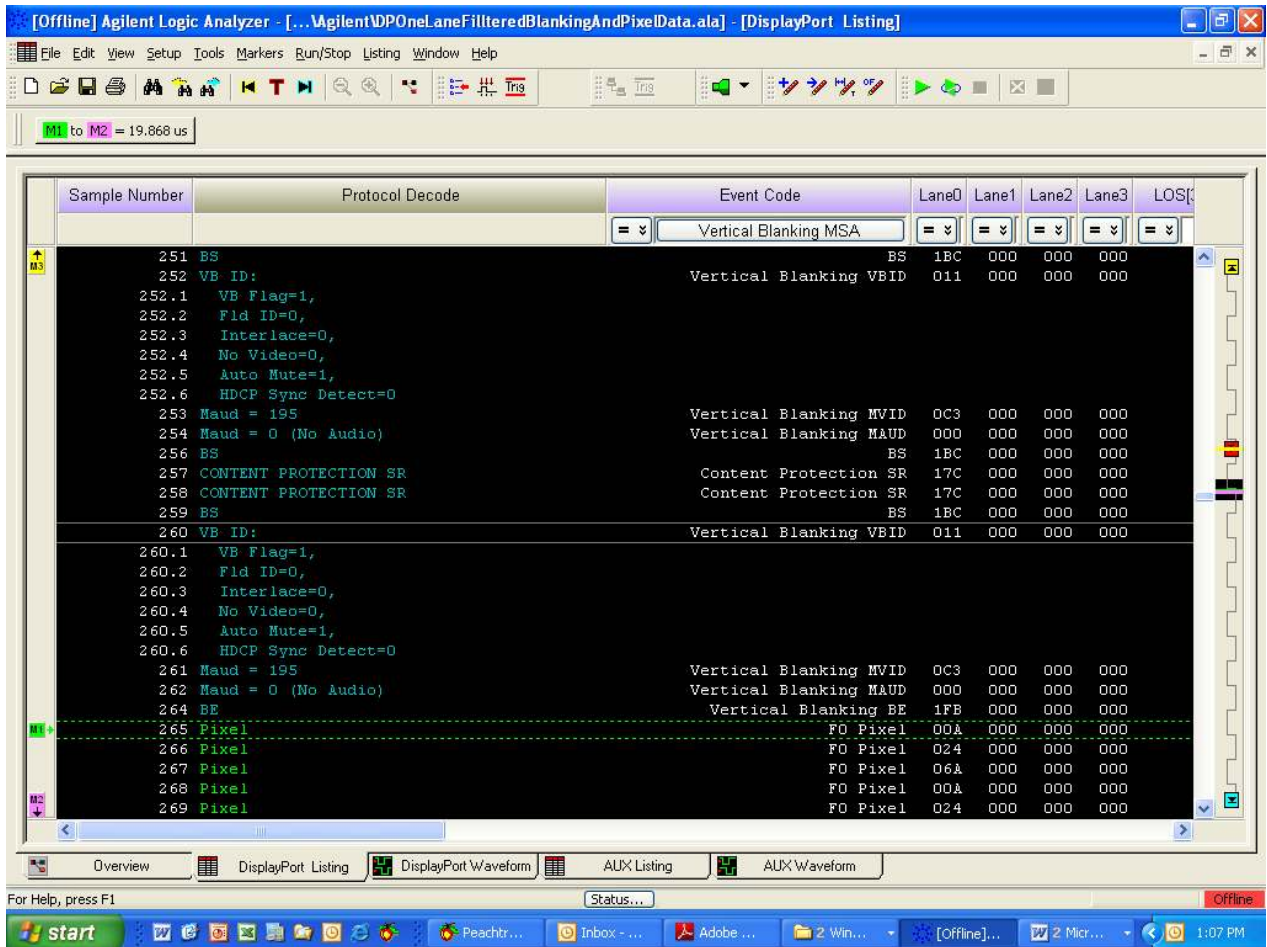 [Offline] Agilent Logic Analyzer - [...\Agilent\DPOneLaneFillteredBlankingAndPixelData.ala] - [DisplayPort Listing]
File Edit View Setup Tools Markers Run/Stop Listing Window Help
T Trig Trig
M1 to M2 = 19.868 us
Sample Number Protocol Decode Event Code Lane0 Lane1 Lane2 Lane3 LOS[
= Vertical Blanking MSA = = = = =
M3 251 BS BS 1BC 000 000 000
252 VB ID: Vertical Blanking VBID 011 000 000 000
252.1 VB Flag=1,
252.2 Fld ID=0,
252.3 Interlace=0,
252.4 No Video=0,
252.5 Auto Mute=1,
252.6 HDCP Sync Detect=0
253 Maud = 195 Vertical Blanking MVID 0C3 000 000 000
254 Maud = 0 (No Audio) Vertical Blanking MAUD 000 000 000 000
256 BS BS 1BC 000 000 000
257 CONTENT PROTECTION SR Content Protection SR 17C 000 000 000
258 CONTENT PROTECTION SR Content Protection SR 17C 000 000 000
259 BS BS 1BC 000 000 000
260 VB ID: Vertical Blanking VBID 011 000 000 000
260.1 VB Flag=1,
260.2 Fld ID=0,
260.3 Interlace=0,
260.4 No Video=0,
260.5 Auto Mute=1,
260.6 HDCP Sync Detect=0
261 Maud = 195 Vertical Blanking MVID 0C3 000 000 000
262 Maud = 0 (No Audio) Vertical Blanking MAUD 000 000 000 000
264 BE Vertical Blanking BE 1FB 000 000 000
M1 265 Pixel F0 Pixel 00A 000 000 000
266 Pixel F0 Pixel 024 000 000 000
267 Pixel F0 Pixel 06A 000 000 000
268 Pixel F0 Pixel 00A 000 000 000
M2 269 Pixel F0 Pixel 024 000 000 000
Overview DisplayPort Listing DisplayPort Waveform AUX Listing AUX Waveform
For Help, press F1 Status... Offline
start Peachtr... Inbox - ... Adobe ... 2 Win... [Offline]... 2 Micr... 1:07 PM